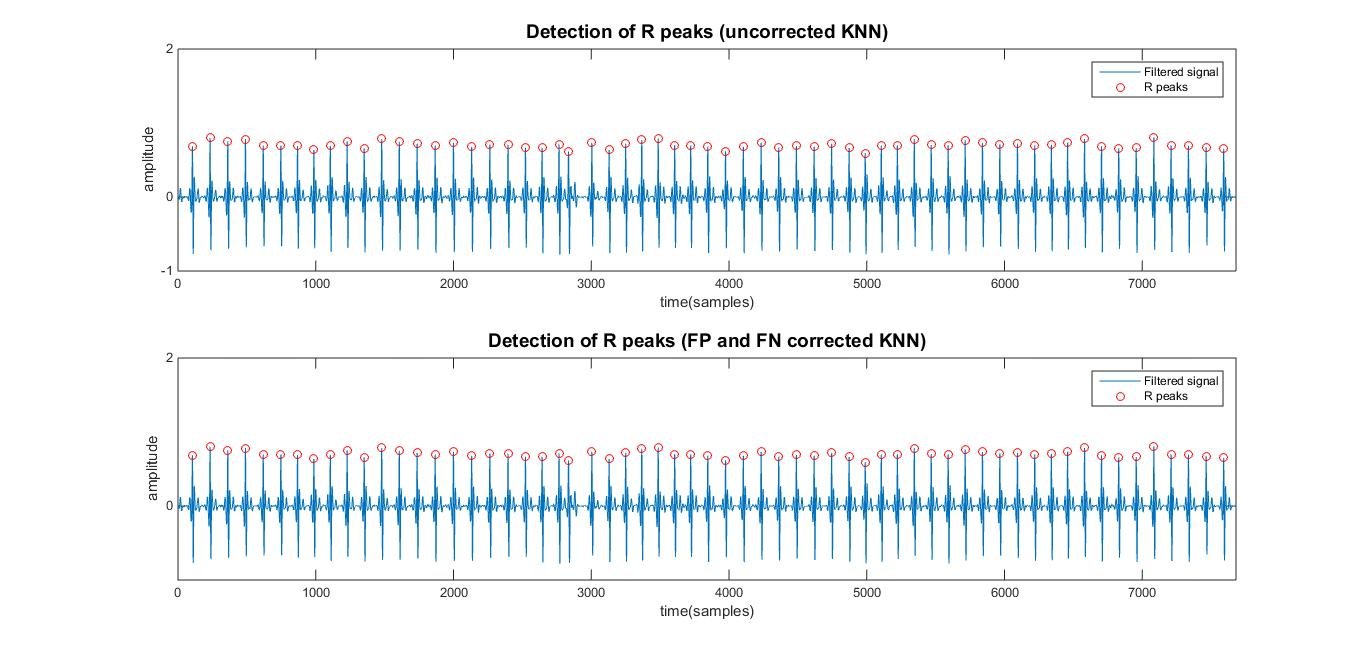 Detection of R peaks (uncorrected KNN)
2
Filtered signal
R peaks
amplitude
0
-1
0 1000 2000 3000 4000 5000 6000 7000
time(samples)
Detection of R peaks (FP and FN corrected KNN)
2
Filtered signal
R peaks
amplitude
0
0 1000 2000 3000 4000 5000 6000 7000
time(samples)